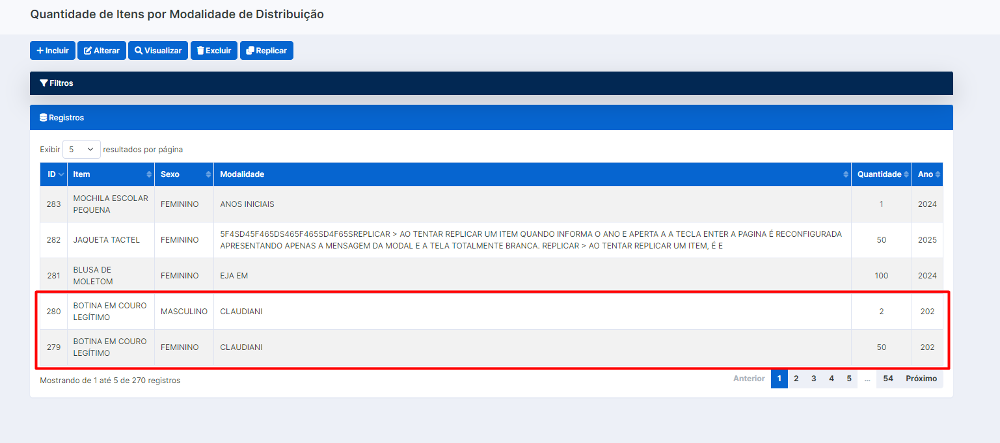 Quantidade de Itens por Modalidade de Distribuição
Incluir Alterar Visualizar Excluir Replicar
Filtros
Registros
Exibir 5 resultados por página
ID Item Sexo Modalidade Quantidade Ano
283 MOCHILA ESCOLAR PEQUENA FEMININO ANOS INICIAIS 1 2024
282 JAQUETA TACTEL FEMININO 5F4SD45F465DS465F465SD4F65SREPLICAR > AO TENTAR REPLICAR UM ITEM QUANDO INFORMA O ANO E APERTA A A TECLA ENTER A PAGINA É RECONFIGURADA
APRESENTANDO APENAS A MENSAGEM DA MODAL E A TELA TOTALMENTE BRANCA. REPLICAR > AO TENTAR REPLICAR UM ITEM, É E 50 2025
281 BLUSA DE MOLETOM FEMININO EJA EM 100 2024
280 BOTINA EM COURO LEGÍTIMO MASCULINO CLAUDIANI 2 202
279 BOTINA EM COURO LEGÍTIMO FEMININO CLAUDIANI 50 202
Mostrando de 1 até 5 de 270 registros
Anterior 1 2 3 4 5 ... 54 Próximo